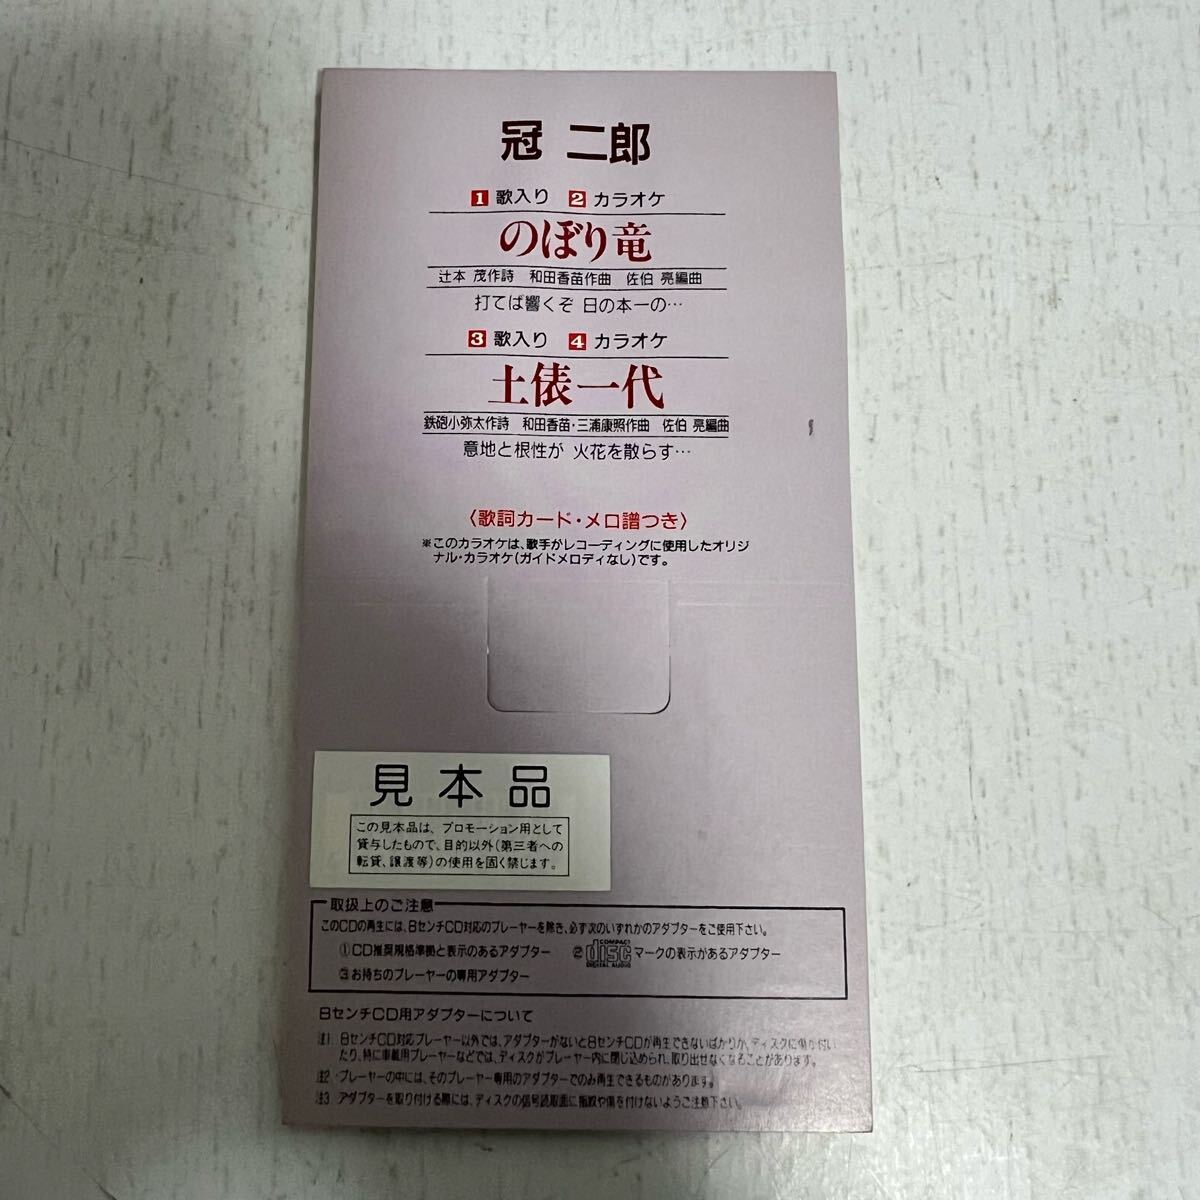 冠 二郎
1 歌入り 2 カラオケ
のぼり竜
辻本 茂作詩 和田香苗作曲 佐伯 亮編曲
打てば響くぞ 日の本一の…
3 歌入り 4 カラオケ
土俵一代
鉄砲小弥太作詩 和田香苗・三浦康照作曲 佐伯 亮編曲
意地と根性が 火花を散らす…
〈歌詞カード・メロ譜つき〉
※このカラオケは、歌手がレコーディングに使用したオリジ
ナル・カラオケ(ガイドメロディなし)です。
見本品
この見本品は、プロモーション用として
貸与したもので、目的以外(第三者への
転貸、譲渡等)の使用を固く禁じます。
取扱上のご注意
このCDの再生には、8センチCD対応のプレーヤーを除き、必ず次のいずれかのアダプターをご使用下さい。
①CD推奨規格準拠と表示のあるアダプター ②COMPACT disc DIGITAL AUDIO マークの表示があるアダプター
③お持ちのプレーヤーの専用アダプター
8センチCD用アダプターについて
注1 8センチCD対応プレーヤー以外では、アダプターがないと8センチCDが再生できないばかりか、ディスクに傷が付い
たり、特に車載用プレーヤーなどでは、ディスクがプレーヤー内に閉じ込められ、取り出せなくなることがあります。
注2 プレーヤーの中には、そのプレーヤー専用のアダプターでのみ再生できるものがあります。
注3 アダプターを取り付ける際には、ディスクの信号読取面に指紋や傷を付けないようご注意下さい。